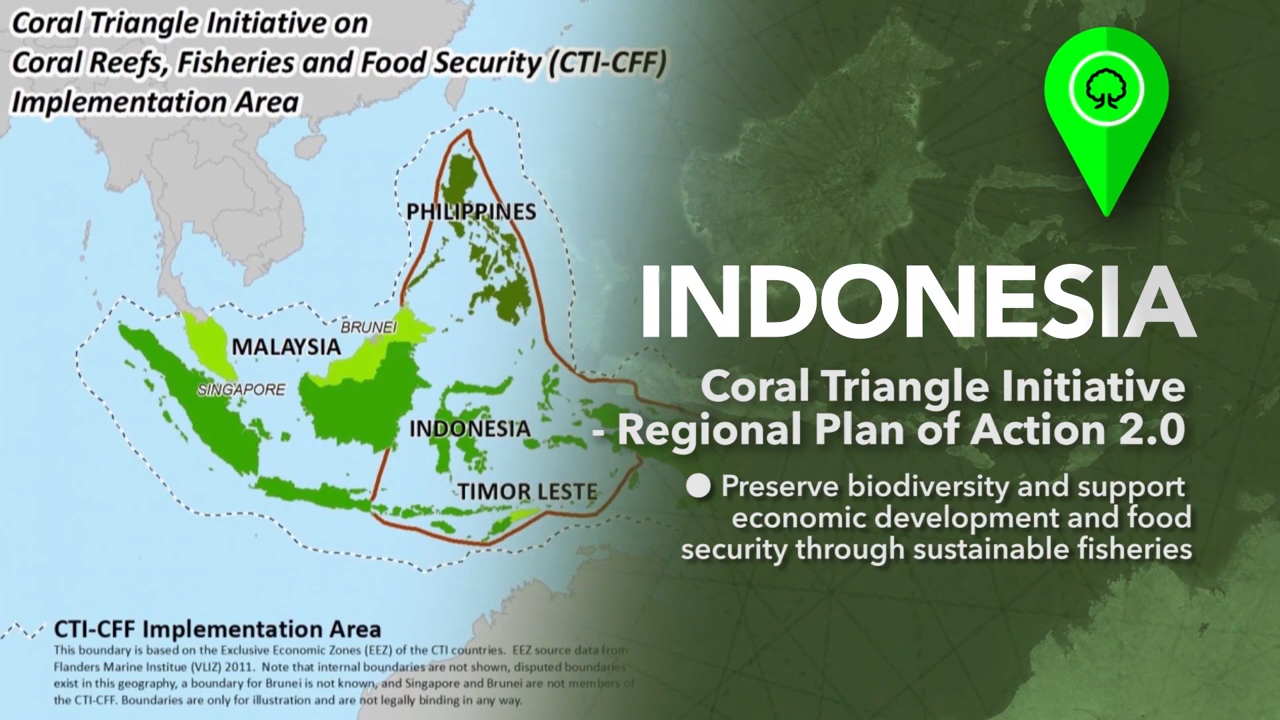 Coral Triangle Initiative on
Coral Reefs, Fisheries and Food Security (CTI-CFF)
Implementation Area
PHILIPPINES
BRUNEI
MALAYSIA
SINGAPORE
INDONESIA
TIMOR LESTE
CTI-CFF Implementation Area
This boundary is based on the Exclusive Economic Zones (EEZ) of the CTI countries. EEZ source data from
Flanders Marine Institue (VLIZ) 2011. Note that internal boundaries are not shown, disputed boundaries
exist in this geography, a boundary for Brunei is not known, and Singapore and Brunei are not members of
the CTI-CFF. Boundaries are only for illustration and are not legally binding in any way.
INDONESIA
Coral Triangle Initiative
- Regional Plan of Action 2.0
● Preserve biodiversity and support
economic development and food
security through sustainable fisheries